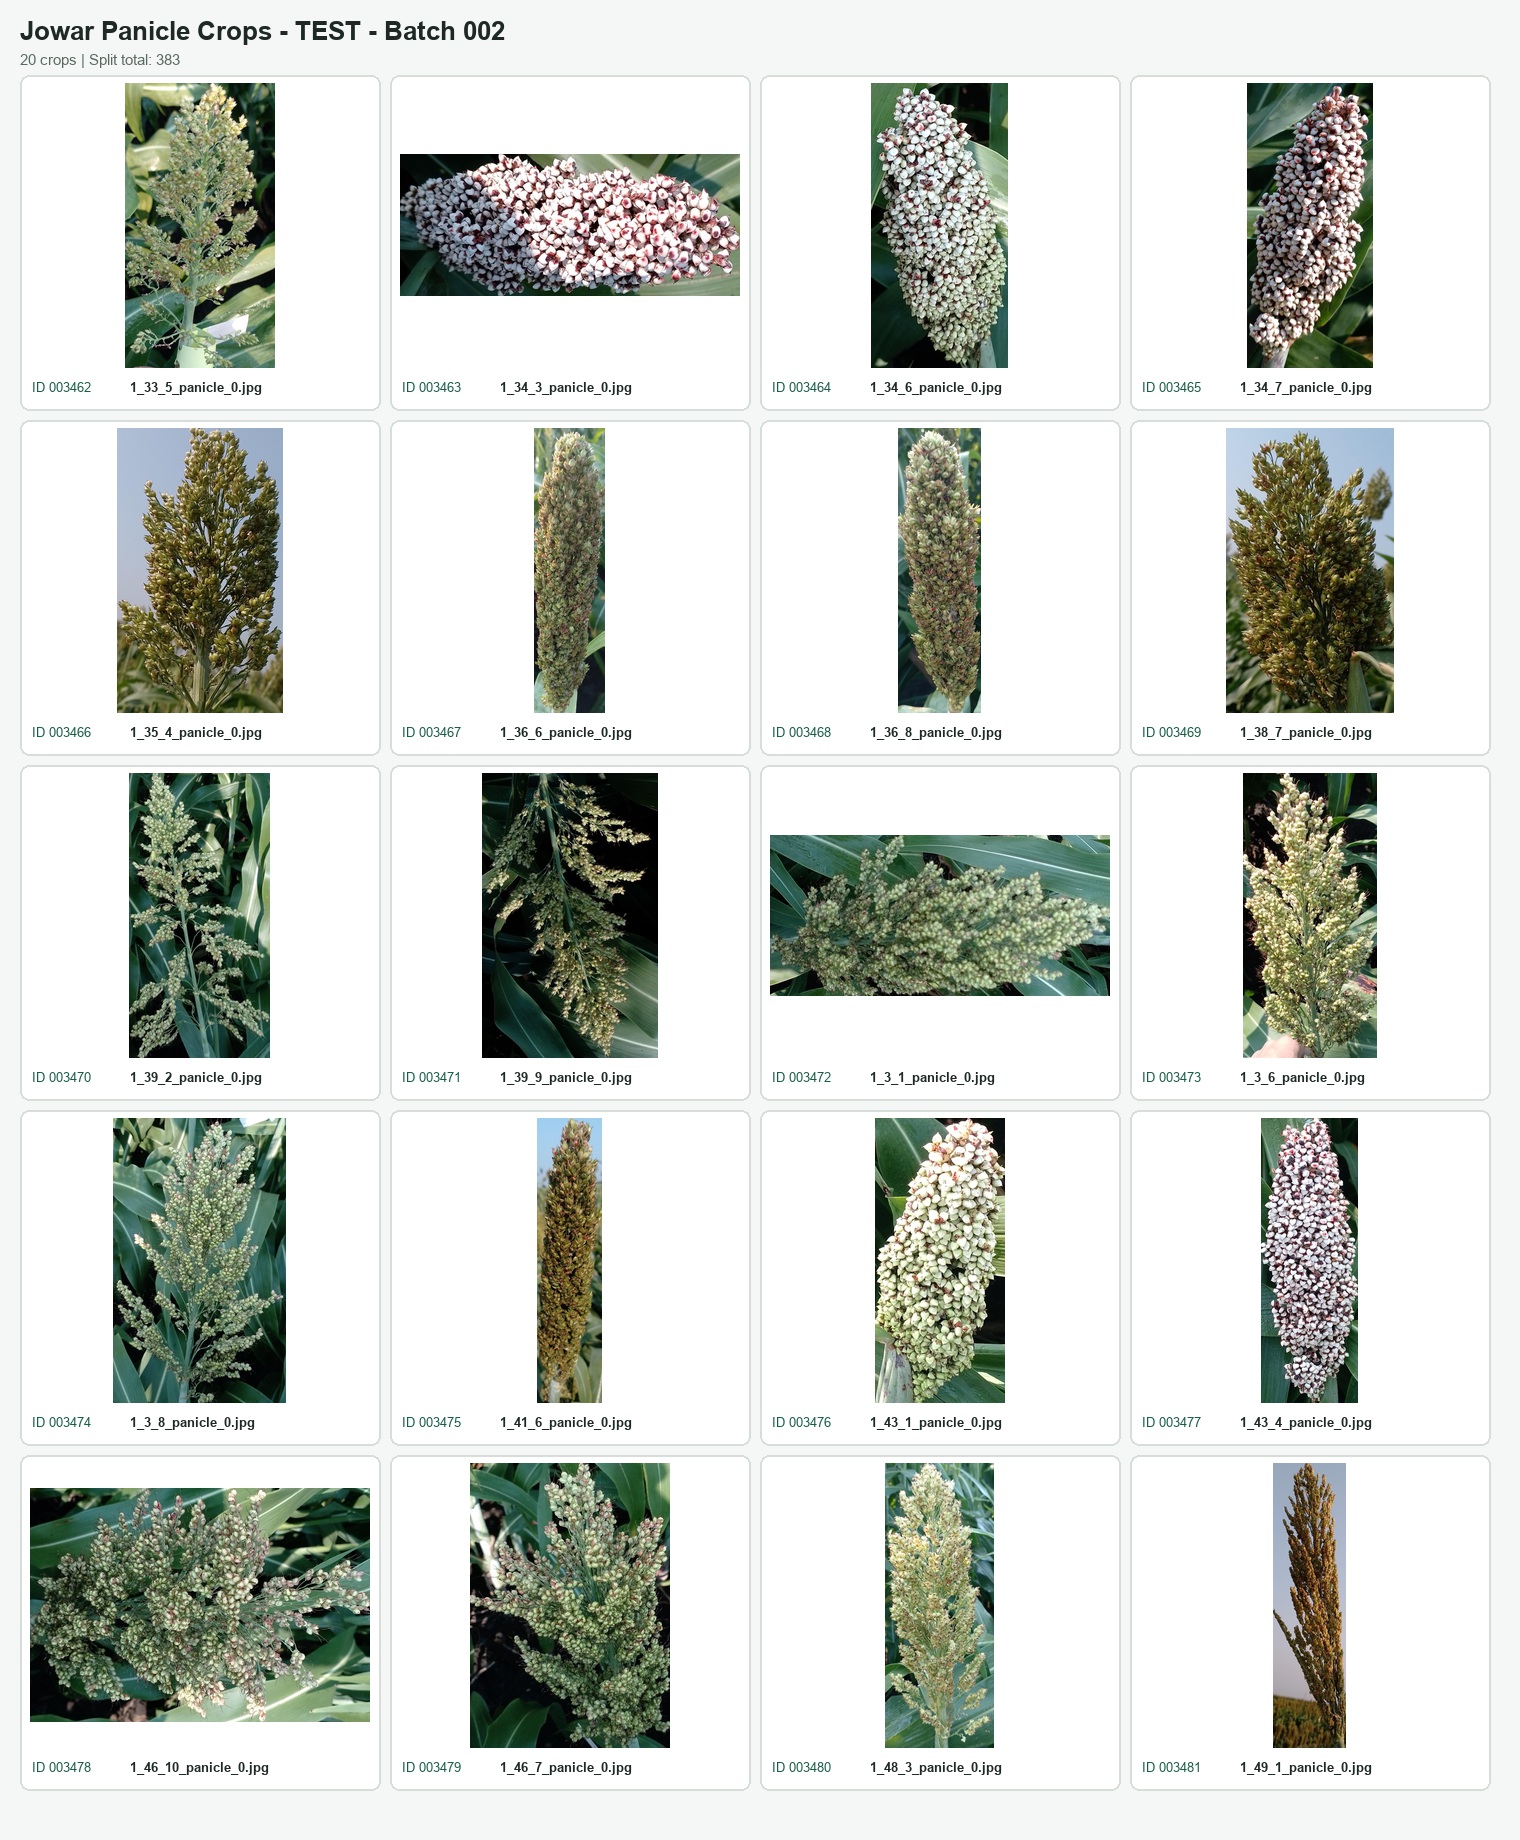 Jowar Panicle Crops - TEST - Batch 002
20 crops | Split total: 383
ID 003462 1_33_5_panicle_0.jpg
ID 003463 1_34_3_panicle_0.jpg
ID 003464 1_34_6_panicle_0.jpg
ID 003465 1_34_7_panicle_0.jpg
ID 003466 1_35_4_panicle_0.jpg
ID 003467 1_36_6_panicle_0.jpg
ID 003468 1_36_8_panicle_0.jpg
ID 003469 1_38_7_panicle_0.jpg
ID 003470 1_39_2_panicle_0.jpg
ID 003471 1_39_9_panicle_0.jpg
ID 003472 1_3_1_panicle_0.jpg
ID 003473 1_3_6_panicle_0.jpg
ID 003474 1_3_8_panicle_0.jpg
ID 003475 1_41_6_panicle_0.jpg
ID 003476 1_43_1_panicle_0.jpg
ID 003477 1_43_4_panicle_0.jpg
ID 003478 1_46_10_panicle_0.jpg
ID 003479 1_46_7_panicle_0.jpg
ID 003480 1_48_3_panicle_0.jpg
ID 003481 1_49_1_panicle_0.jpg